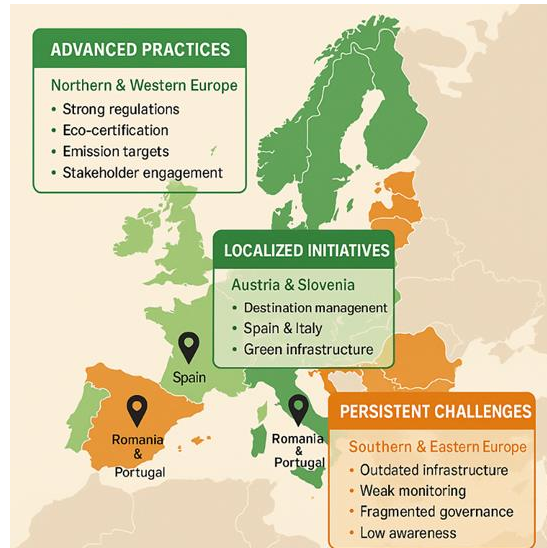 ADVANCED PRACTICES
Northern & Western Europe
• Strong regulations
• Eco-certification
• Emission targets
• Stakeholder engagement
LOCALIZED INITIATIVES
Austria & Slovenia
• Destination management
• Spain & Italy
• Green infrastructure
Spain
Romania
&
Portugal
Romania
&
Portugal
PERSISTENT CHALLENGES
Southern & Eastern Europe
• Outdated infrastructure
• Weak monitoring
• Fragmented governance
• Low awareness